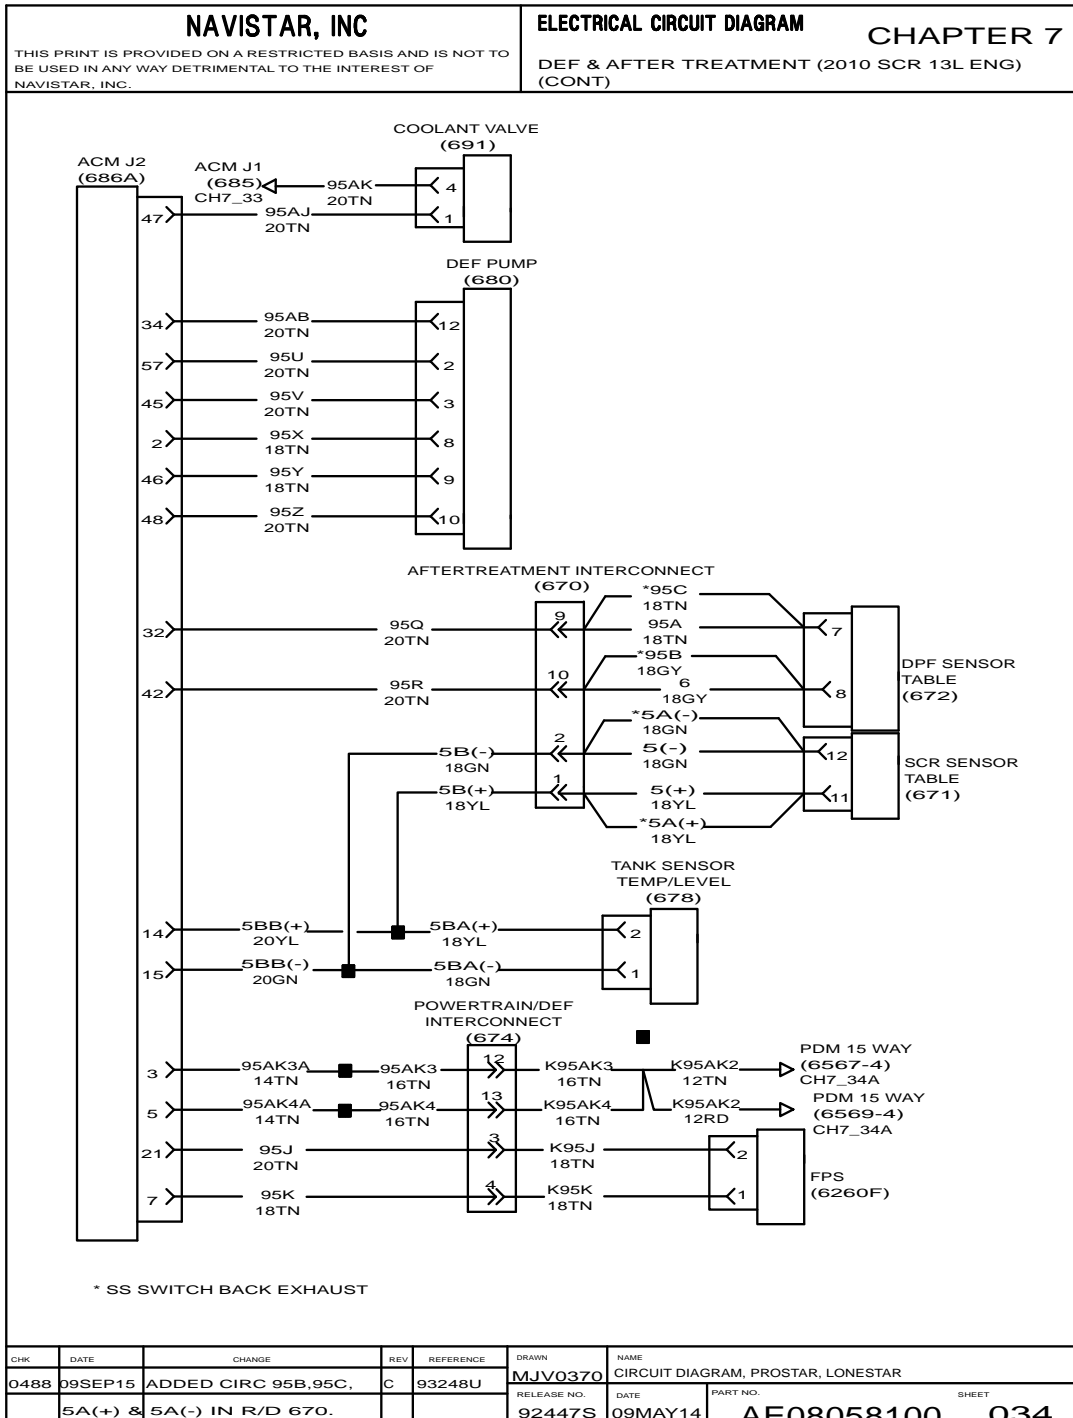 NAVISTAR, INC
THIS PRINT IS PROVIDED ON A RESTRICTED BASIS AND IS NOT TO
BE USED IN ANY WAY DETRIMENTAL TO THE INTEREST OF
NAVISTAR, INC.
ELECTRICAL CIRCUIT DIAGRAM
CHAPTER 7
DEF & AFTER TREATMENT (2010 SCR 13L ENG)
(CONT)
COOLANT VALVE
(691)
ACM J2
(686A)
ACM J1
(685)
CH7_33
95AK
20TN
4
47
95AJ
20TN
1
DEF PUMP
(680)
34
95AB
20TN
12
57
95U
20TN
2
45
95V
20TN
3
2
95X
18TN
8
46
95Y
18TN
9
48
95Z
20TN
10
AFTERTREATMENT INTERCONNECT
(670)
*95C
18TN
32
95Q
20TN
9
95A
18TN
7
*95B
18GY
42
95R
20TN
10
6
18GY
8
DPF SENSOR
TABLE
(672)
*5A(-)
18GN
5B(-)
18GN
2
5(-)
18GN
12
5B(+)
18YL
1
5(+)
18YL
11
SCR SENSOR
TABLE
(671)
*5A(+)
18YL
TANK SENSOR
TEMP/LEVEL
(678)
14
5BB(+)
20YL
5BA(+)
18YL
2
15
5BB(-)
20GN
5BA(-)
18GN
1
POWERTRAIN/DEF
INTERCONNECT
(674)
3
95AK3A
14TN
95AK3
16TN
12
K95AK3
16TN
K95AK2
12TN
PDM 15 WAY
(6567-4)
CH7_34A
5
95AK4A
14TN
95AK4
16TN
13
K95AK4
16TN
K95AK2
12RD
PDM 15 WAY
(6569-4)
CH7_34A
21
95J
20TN
3
K95J
18TN
2
7
95K
18TN
4
K95K
18TN
1
FPS
(6260F)
* SS SWITCH BACK EXHAUST
CHK DATE CHANGE REV REFERENCE
0488 09SEP15 ADDED CIRC 95B,95C, C 93248U
5A(+) & 5A(-) IN R/D 670.
DRAWN
MJV0370
NAME
CIRCUIT DIAGRAM, PROSTAR, LONESTAR
RELEASE NO.
92447S
DATE
09MAY14
PART NO.
AE08058100
SHEET
034